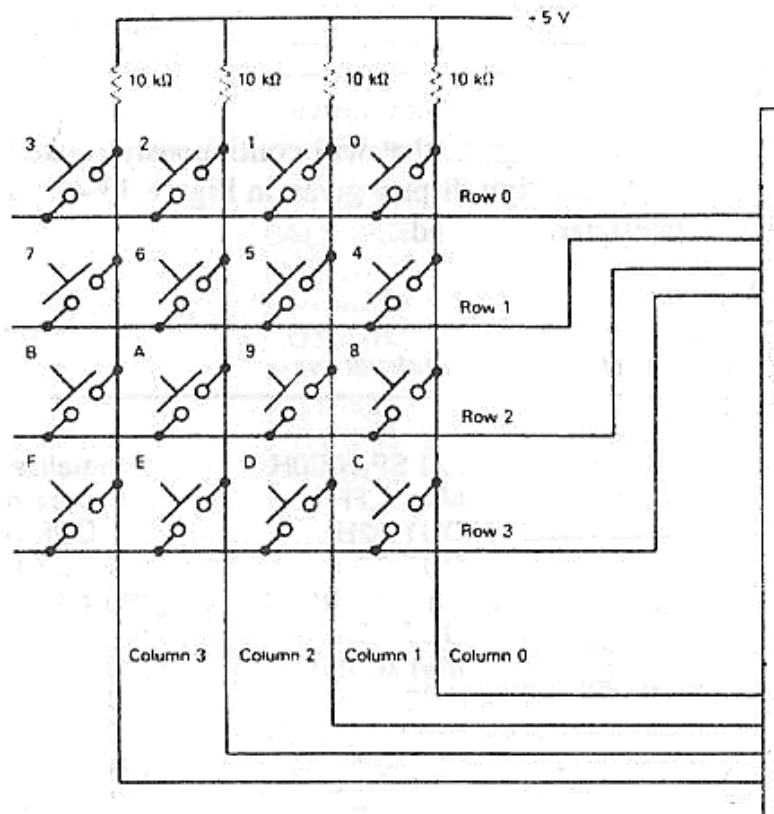 + 5 V
10 kΩ 10 kΩ 10 kΩ 10 kΩ
3 2 1 0
Row 0
7 6 5 4
Row 1
B A 9 8
Row 2
F E D C
Row 3
Column 3 Column 2 Column 1 Column 0